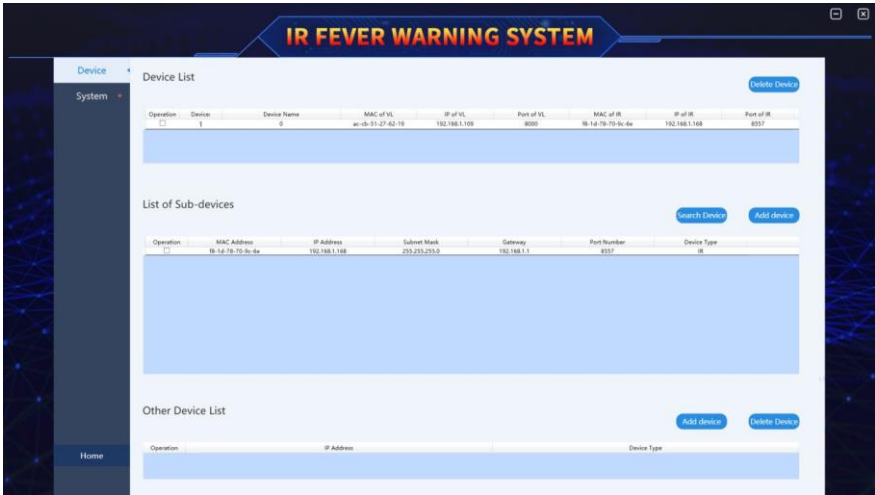 IR FEVER WARNING SYSTEM
Device
System
Device List
Delete Device
Operation Device Device Name MAC of VL IP of VL Port of VL MAC of IR IP of IR Port of IR
1 0 ac-cb-51-27-62-19 192.168.1.109 8000 f8-1d-78-70-9c-6e 192.168.1.168 8557
List of Sub-devices
Search Device Add device
Operation MAC Address IP Address Subnet Mask Gateway Port Number Device Type
f8-1d-78-70-9c-6e 192.168.1.168 255.255.255.0 192.168.1.1 8557 IR
Other Device List
Add device Delete Device
Operation IP Address Device Type
Home